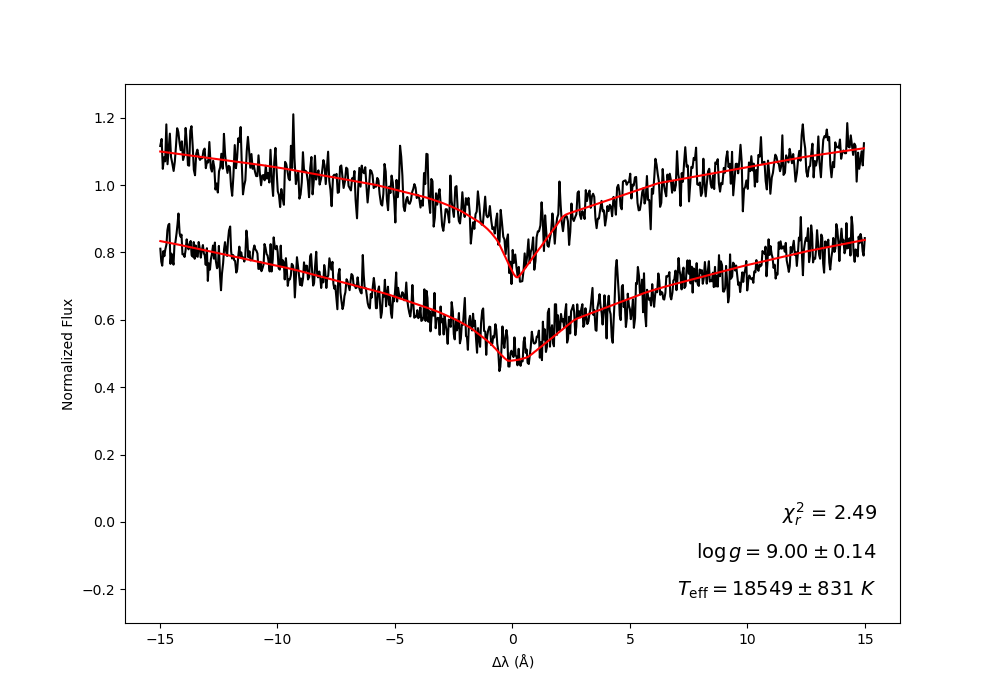 1.2
1.0
0.8
0.6
0.4
0.2
0.0
−0.2
Normalized Flux
χ²ᵣ = 2.49
log g = 9.00 ± 0.14
T_eff = 18549 ± 831 K
−15 −10 −5 0 5 10 15
Δλ (Å)